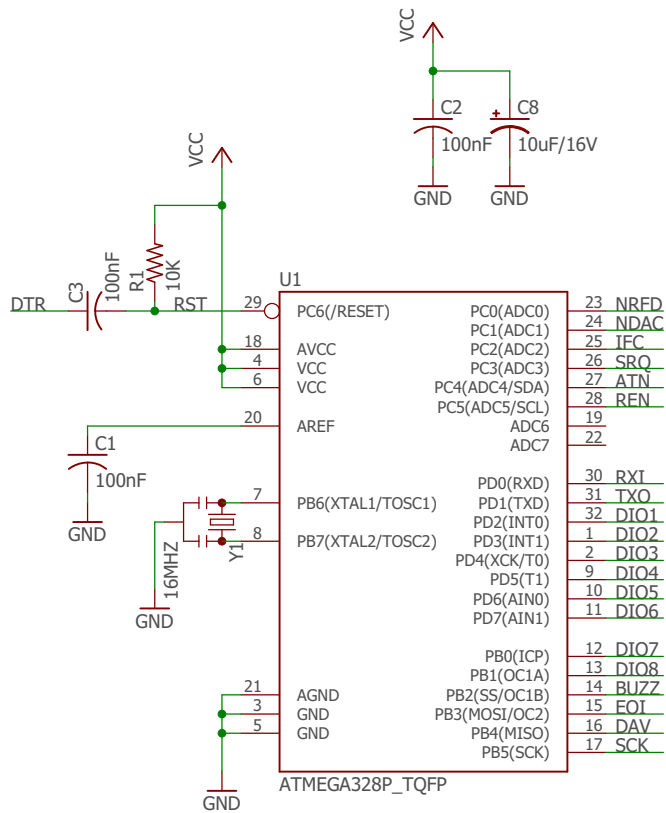 VCC
C2
C8
100nF
10uF/16V
GND
GND
VCC
R1
10K
C3
100nF
DTR
RST
U1
29 PC6(/RESET)
18 AVCC
4 VCC
6 VCC
20 AREF
C1
100nF
GND
7 PB6(XTAL1/TOSC1)
8 PB7(XTAL2/TOSC2)
Y1
16MHZ
GND
21 AGND
3 GND
5 GND
GND
PC0(ADC0) 23 NRFD
PC1(ADC1) 24 NDAC
PC2(ADC2) 25 IFC
PC3(ADC3) 26 SRQ
PC4(ADC4/SDA) 27 ATN
PC5(ADC5/SCL) 28 REN
ADC6 19
ADC7 22
PD0(RXD) 30 RXI
PD1(TXD) 31 TXO
PD2(INT0) 32 DIO1
PD3(INT1) 1 DIO2
PD4(XCK/T0) 2 DIO3
PD5(T1) 9 DIO4
PD6(AIN0) 10 DIO5
PD7(AIN1) 11 DIO6
PB0(ICP) 12 DIO7
PB1(OC1A) 13 DIO8
PB2(SS/OC1B) 14 BUZZ
PB3(MOSI/OC2) 15 EOI
PB4(MISO) 16 DAV
PB5(SCK) 17 SCK
ATMEGA328P_TQFP